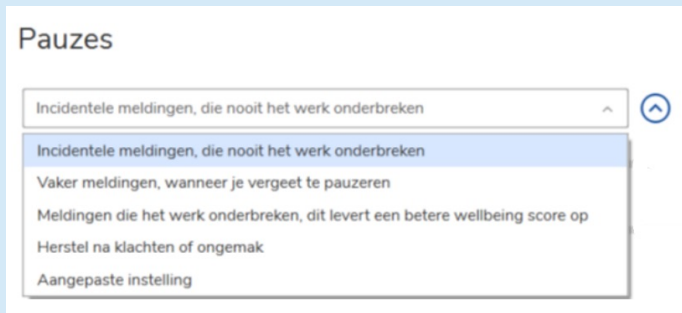 Pauzes
Incidentele meldingen, die nooit het werk onderbreken
Incidentele meldingen, die nooit het werk onderbreken
Vaker meldingen, wanneer je vergeet te pauzeren
Meldingen die het werk onderbreken, dit levert een betere wellbeing score op
Herstel na klachten of ongemak
Aangepaste instelling